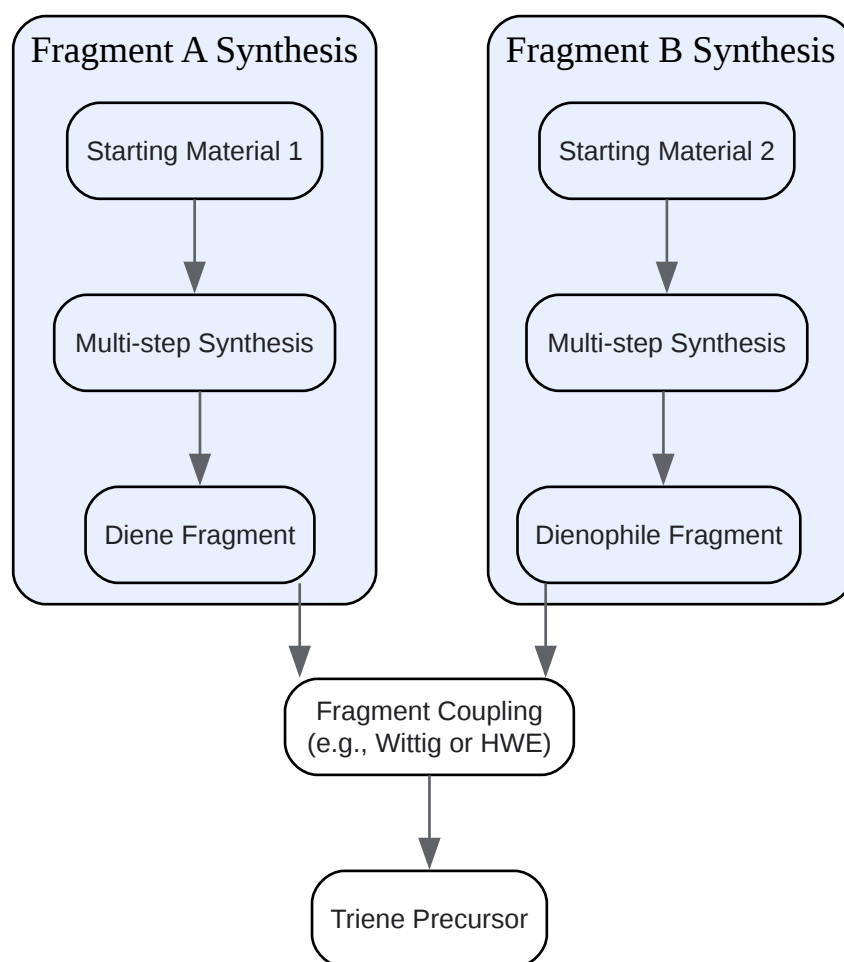 Fragment A Synthesis
Starting Material 1
Multi-step Synthesis
Diene Fragment
Fragment B Synthesis
Starting Material 2
Multi-step Synthesis
Dienophile Fragment
Fragment Coupling
(e.g., Wittig or HWE)
Triene Precursor